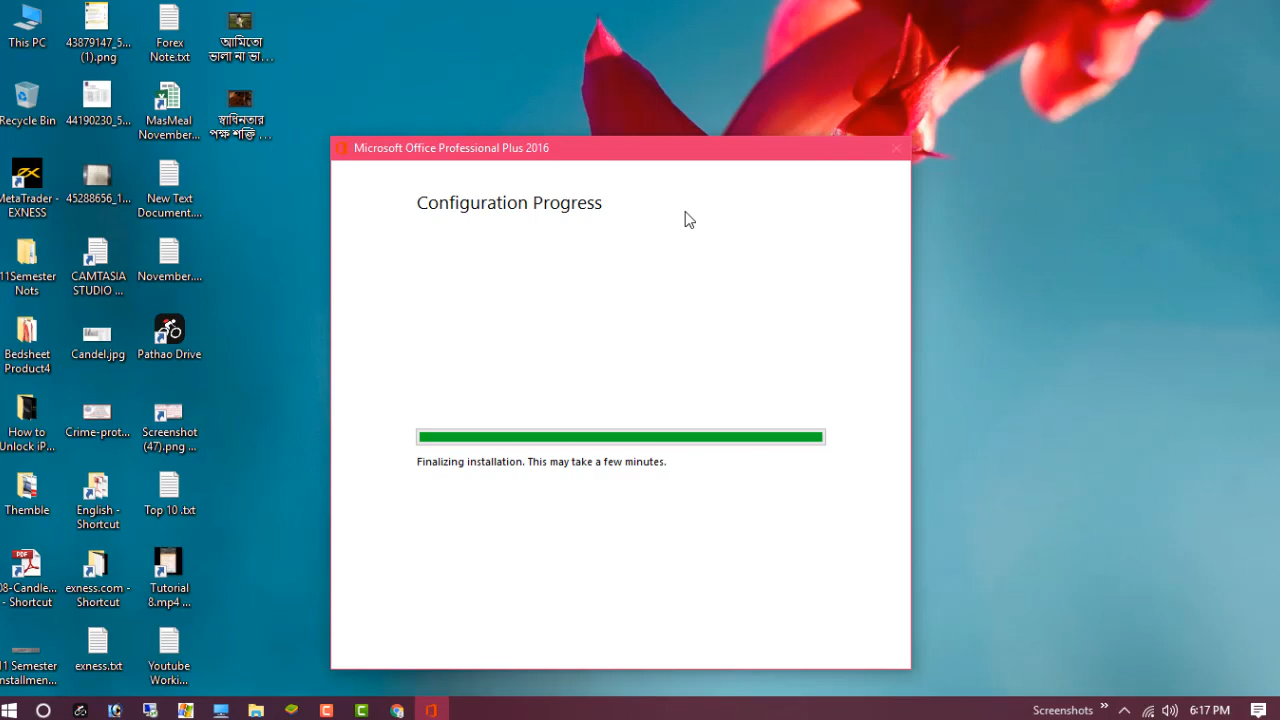 This PC
43879147_5...
(1).png
Forex
Note.txt
আমিতো
ভালা না ভা...
Recycle Bin
44190230_5...
MasMeal
November...
স্বাধিনতার
পক্ষ শক্তি ...
MetaTrader -
EXNESS
45288656_1...
New Text
Document....
11Semester
Nots
CAMTASIA
STUDIO ...
November....
Bedsheet
Product4
Candel.jpg
Pathao Drive
How to
Unlock iP...
Crime-prot...
Screenshot
(47).png ...
Themble
English -
Shortcut
Top 10 .txt
08-Candle...
- Shortcut
exness.com -
Shortcut
Tutorial
8.mp4 ...
11 Semester
Installmen...
exness.txt
Youtube
Worki...
Microsoft Office Professional Plus 2016
Configuration Progress
Finalizing installation. This may take a few minutes.
Screenshots
6:17 PM